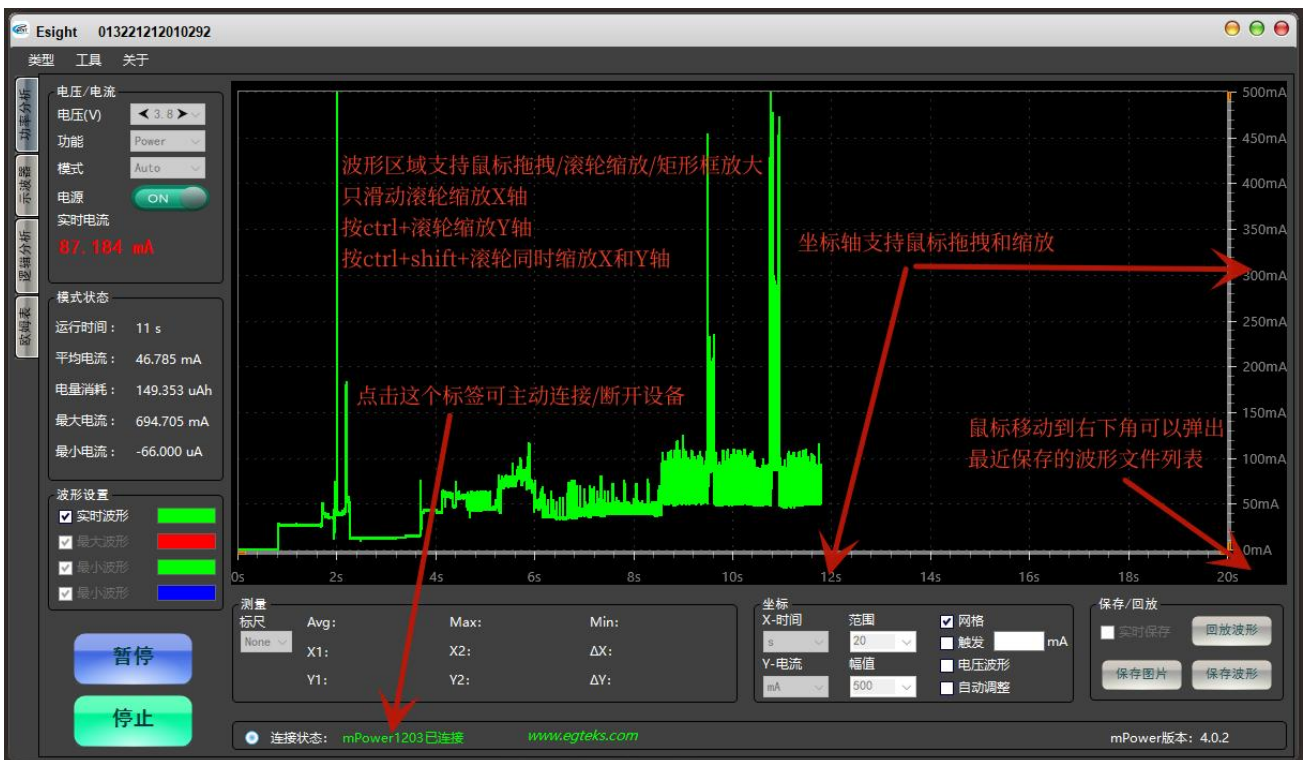 Esight 013221212010292
类型 工具 关于
功率分析
示波器
逻辑分析
欧姆表
电压/电流
电压(V) 3.8
功能 Power
模式 Auto
电源 ON
实时电流
87.184 mA
模式状态
运行时间: 11 s
平均电流: 46.785 mA
电量消耗: 149.353 uAh
最大电流: 694.705 mA
最小电流: -66.000 uA
波形设置
实时波形
最大波形
最小波形
最小波形
暂停
停止
波形区域支持鼠标拖拽/滚轮缩放/矩形框放大
只滑动滚轮缩放X轴
按ctrl+滚轮缩放Y轴
按ctrl+shift+滚轮同时缩放X和Y轴
坐标轴支持鼠标拖拽和缩放
点击这个标签可主动连接/断开设备
鼠标移动到右下角可以弹出
最近保存的波形文件列表
500mA
450mA
400mA
350mA
300mA
250mA
200mA
150mA
100mA
50mA
0mA
0s 2s 4s 6s 8s 10s 12s 14s 16s 18s 20s
测量
标尺 Avg: Max: Min:
None X1: X2: ΔX:
Y1: Y2: ΔY:
坐标
X-时间 范围 网格
s 20 触发 mA
Y-电流 幅值 电压波形
mA 500 自动调整
保存/回放
实时保存 回放波形
保存图片 保存波形
连接状态: mPower1203已连接 www.egteks.com mPower版本: 4.0.2